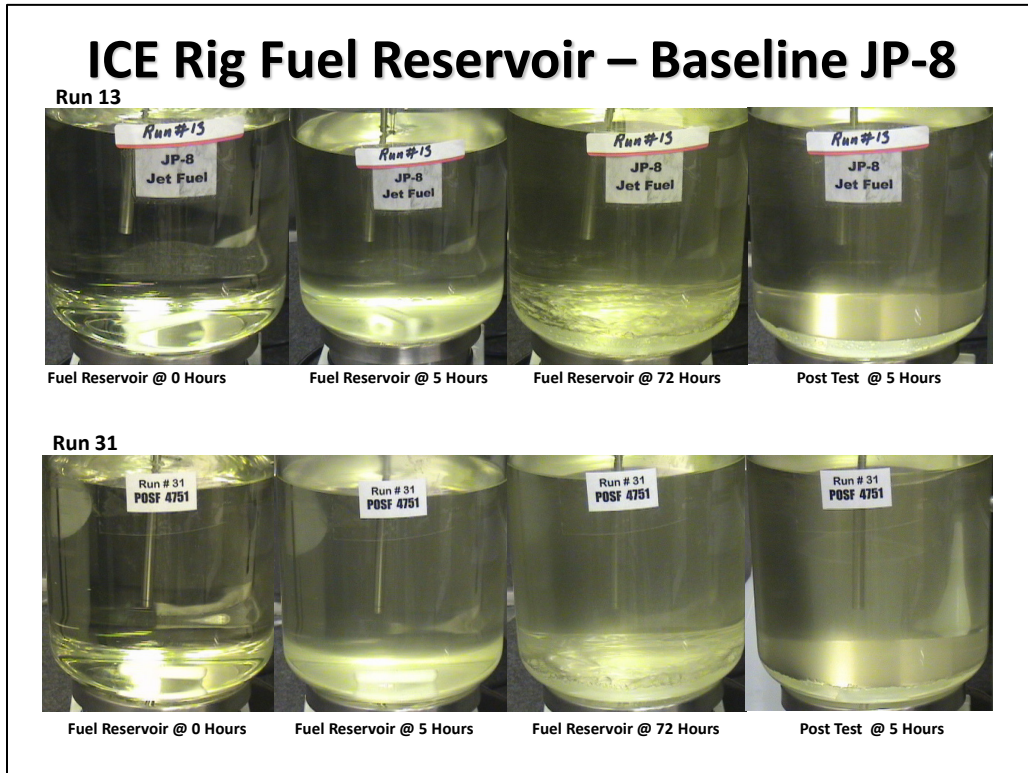 ICE Rig Fuel Reservoir – Baseline JP-8
Run 13
Run#13
JP-8
Jet Fuel
Run#13
JP-8
Jet Fuel
Run#13
JP-8
Jet Fuel
Run#13
JP-8
Jet Fuel
Fuel Reservoir @ 0 Hours
Fuel Reservoir @ 5 Hours
Fuel Reservoir @ 72 Hours
Post Test @ 5 Hours
Run 31
Run # 31
POSF 4751
Run # 31
POSF 4751
Run # 31
POSF 4751
Run # 31
POSF 4751
Fuel Reservoir @ 0 Hours
Fuel Reservoir @ 5 Hours
Fuel Reservoir @ 72 Hours
Post Test @ 5 Hours